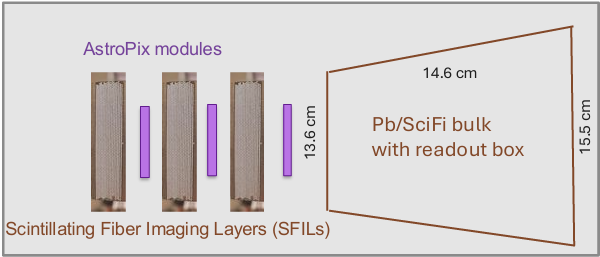 AstroPix modules
14.6 cm
13.6 cm
Pb/SciFi bulk
with readout box
15.5 cm
Scintillating Fiber Imaging Layers (SFILs)